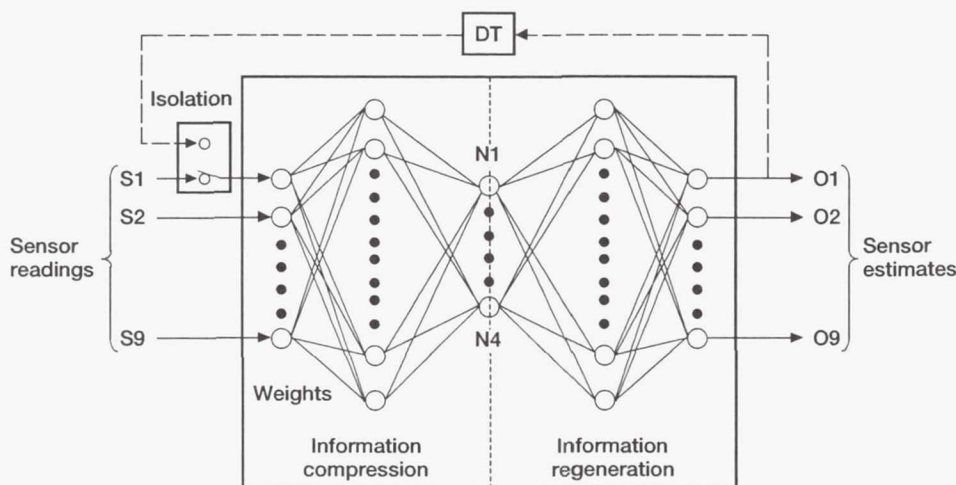 DT
Isolation
S1
S2
Sensor
readings
S9
N1
N4
O1
O2
Sensor
estimates
O9
Weights
Information
compression
Information
regeneration